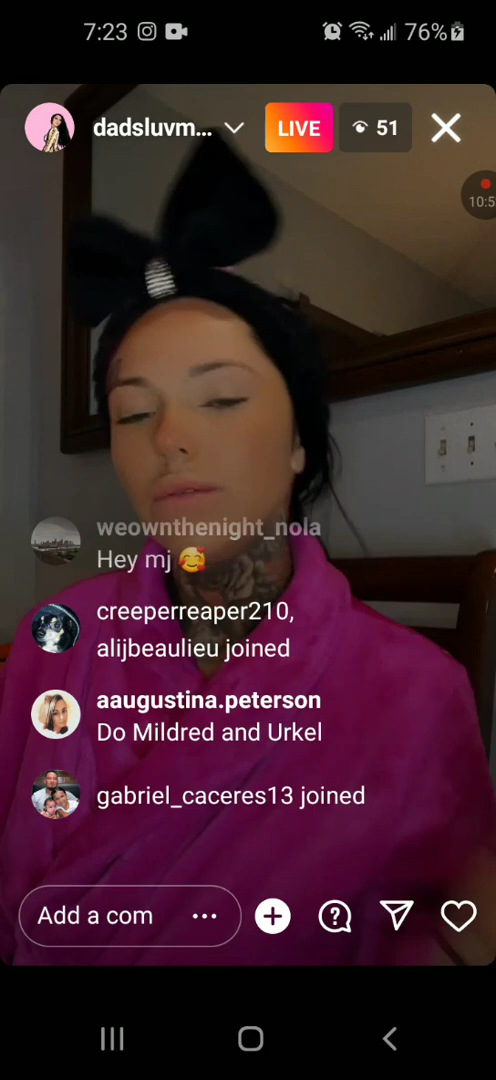 7:23
76%
dadsluvm...
LIVE
51
10:5
weownthenight_nola
Hey mj 🥰
creeperreaper210,
alijbeaulieu joined
aaugustina.peterson
Do Mildred and Urkel
gabriel_caceres13 joined
Add a com